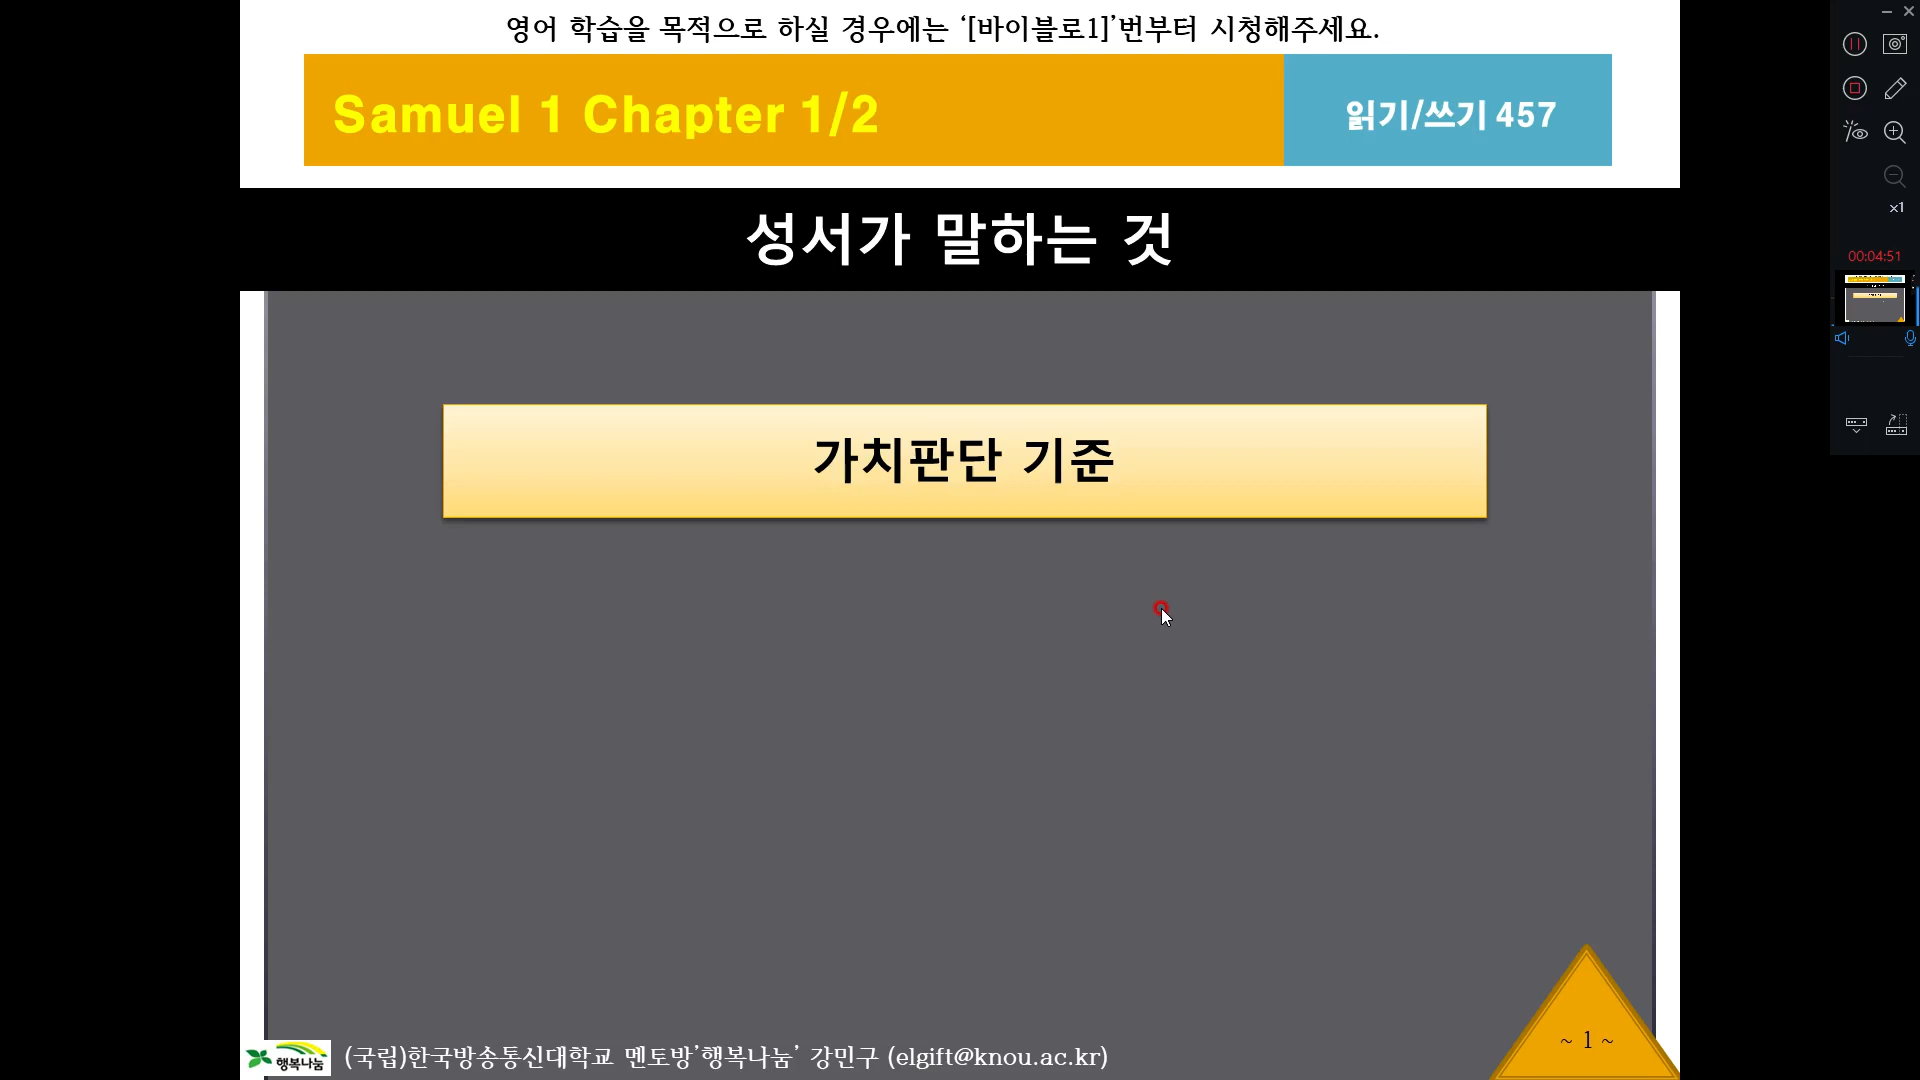 영어 학습을 목적으로 하실 경우에는 ‘[바이블로1]’번부터 시청해주세요.
Samuel 1 Chapter 1/2
읽기/쓰기 457
성서가 말하는 것
x1
00:04:51
가치판단 기준
~ 1 ~
행복나눔
(국립)한국방송통신대학교 멘토방’행복나눔’ 강민구 (elgift@knou.ac.kr)